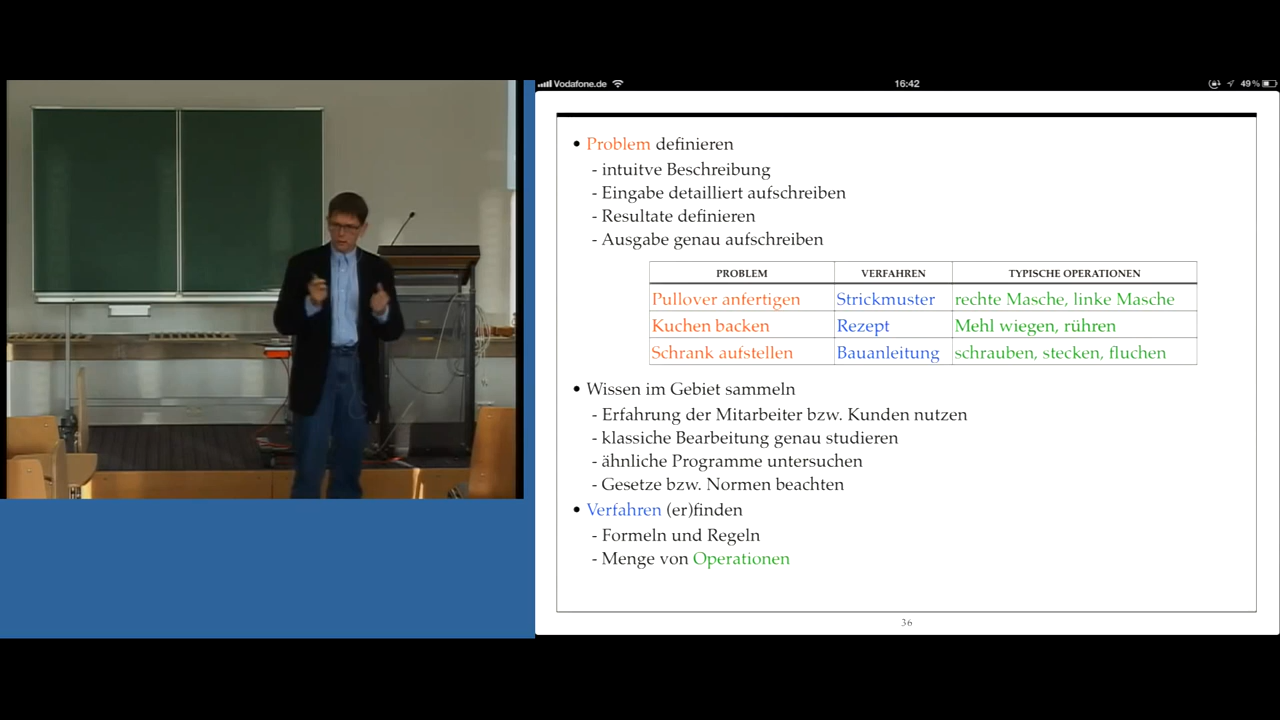 Vodafone.de 16:42 49 %
• Problem definieren
- intuitve Beschreibung
- Eingabe detailliert aufschreiben
- Resultate definieren
- Ausgabe genau aufschreiben
PROBLEM VERFAHREN TYPISCHE OPERATIONEN
Pullover anfertigen Strickmuster rechte Masche, linke Masche
Kuchen backen Rezept Mehl wiegen, rühren
Schrank aufstellen Bauanleitung schrauben, stecken, fluchen
• Wissen im Gebiet sammeln
- Erfahrung der Mitarbeiter bzw. Kunden nutzen
- klassiche Bearbeitung genau studieren
- ähnliche Programme untersuchen
- Gesetze bzw. Normen beachten
• Verfahren (er)finden
- Formeln und Regeln
- Menge von Operationen
36